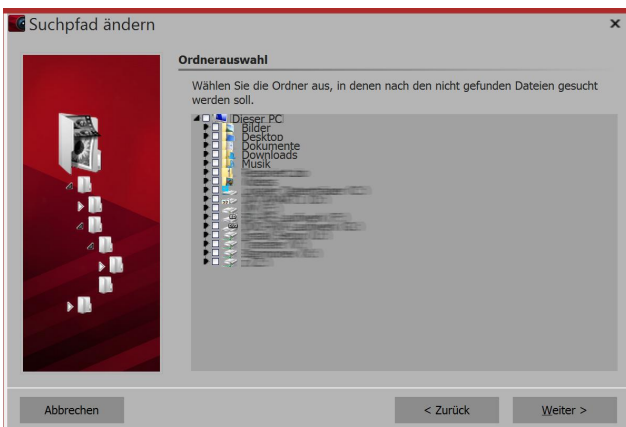 Suchpfad ändern
Ordnerauswahl
Wählen Sie die Ordner aus, in denen nach den nicht gefunden Dateien gesucht
werden soll.
Dieser PC
Bilder
Desktop
Dokumente
Downloads
Musik
Abbrechen
< Zurück
Weiter >